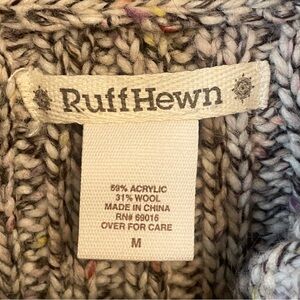 RuffHewn
69% ACRYLIC
31% WOOL
MADE IN CHINA
RN# 69016
OVER FOR CARE
M